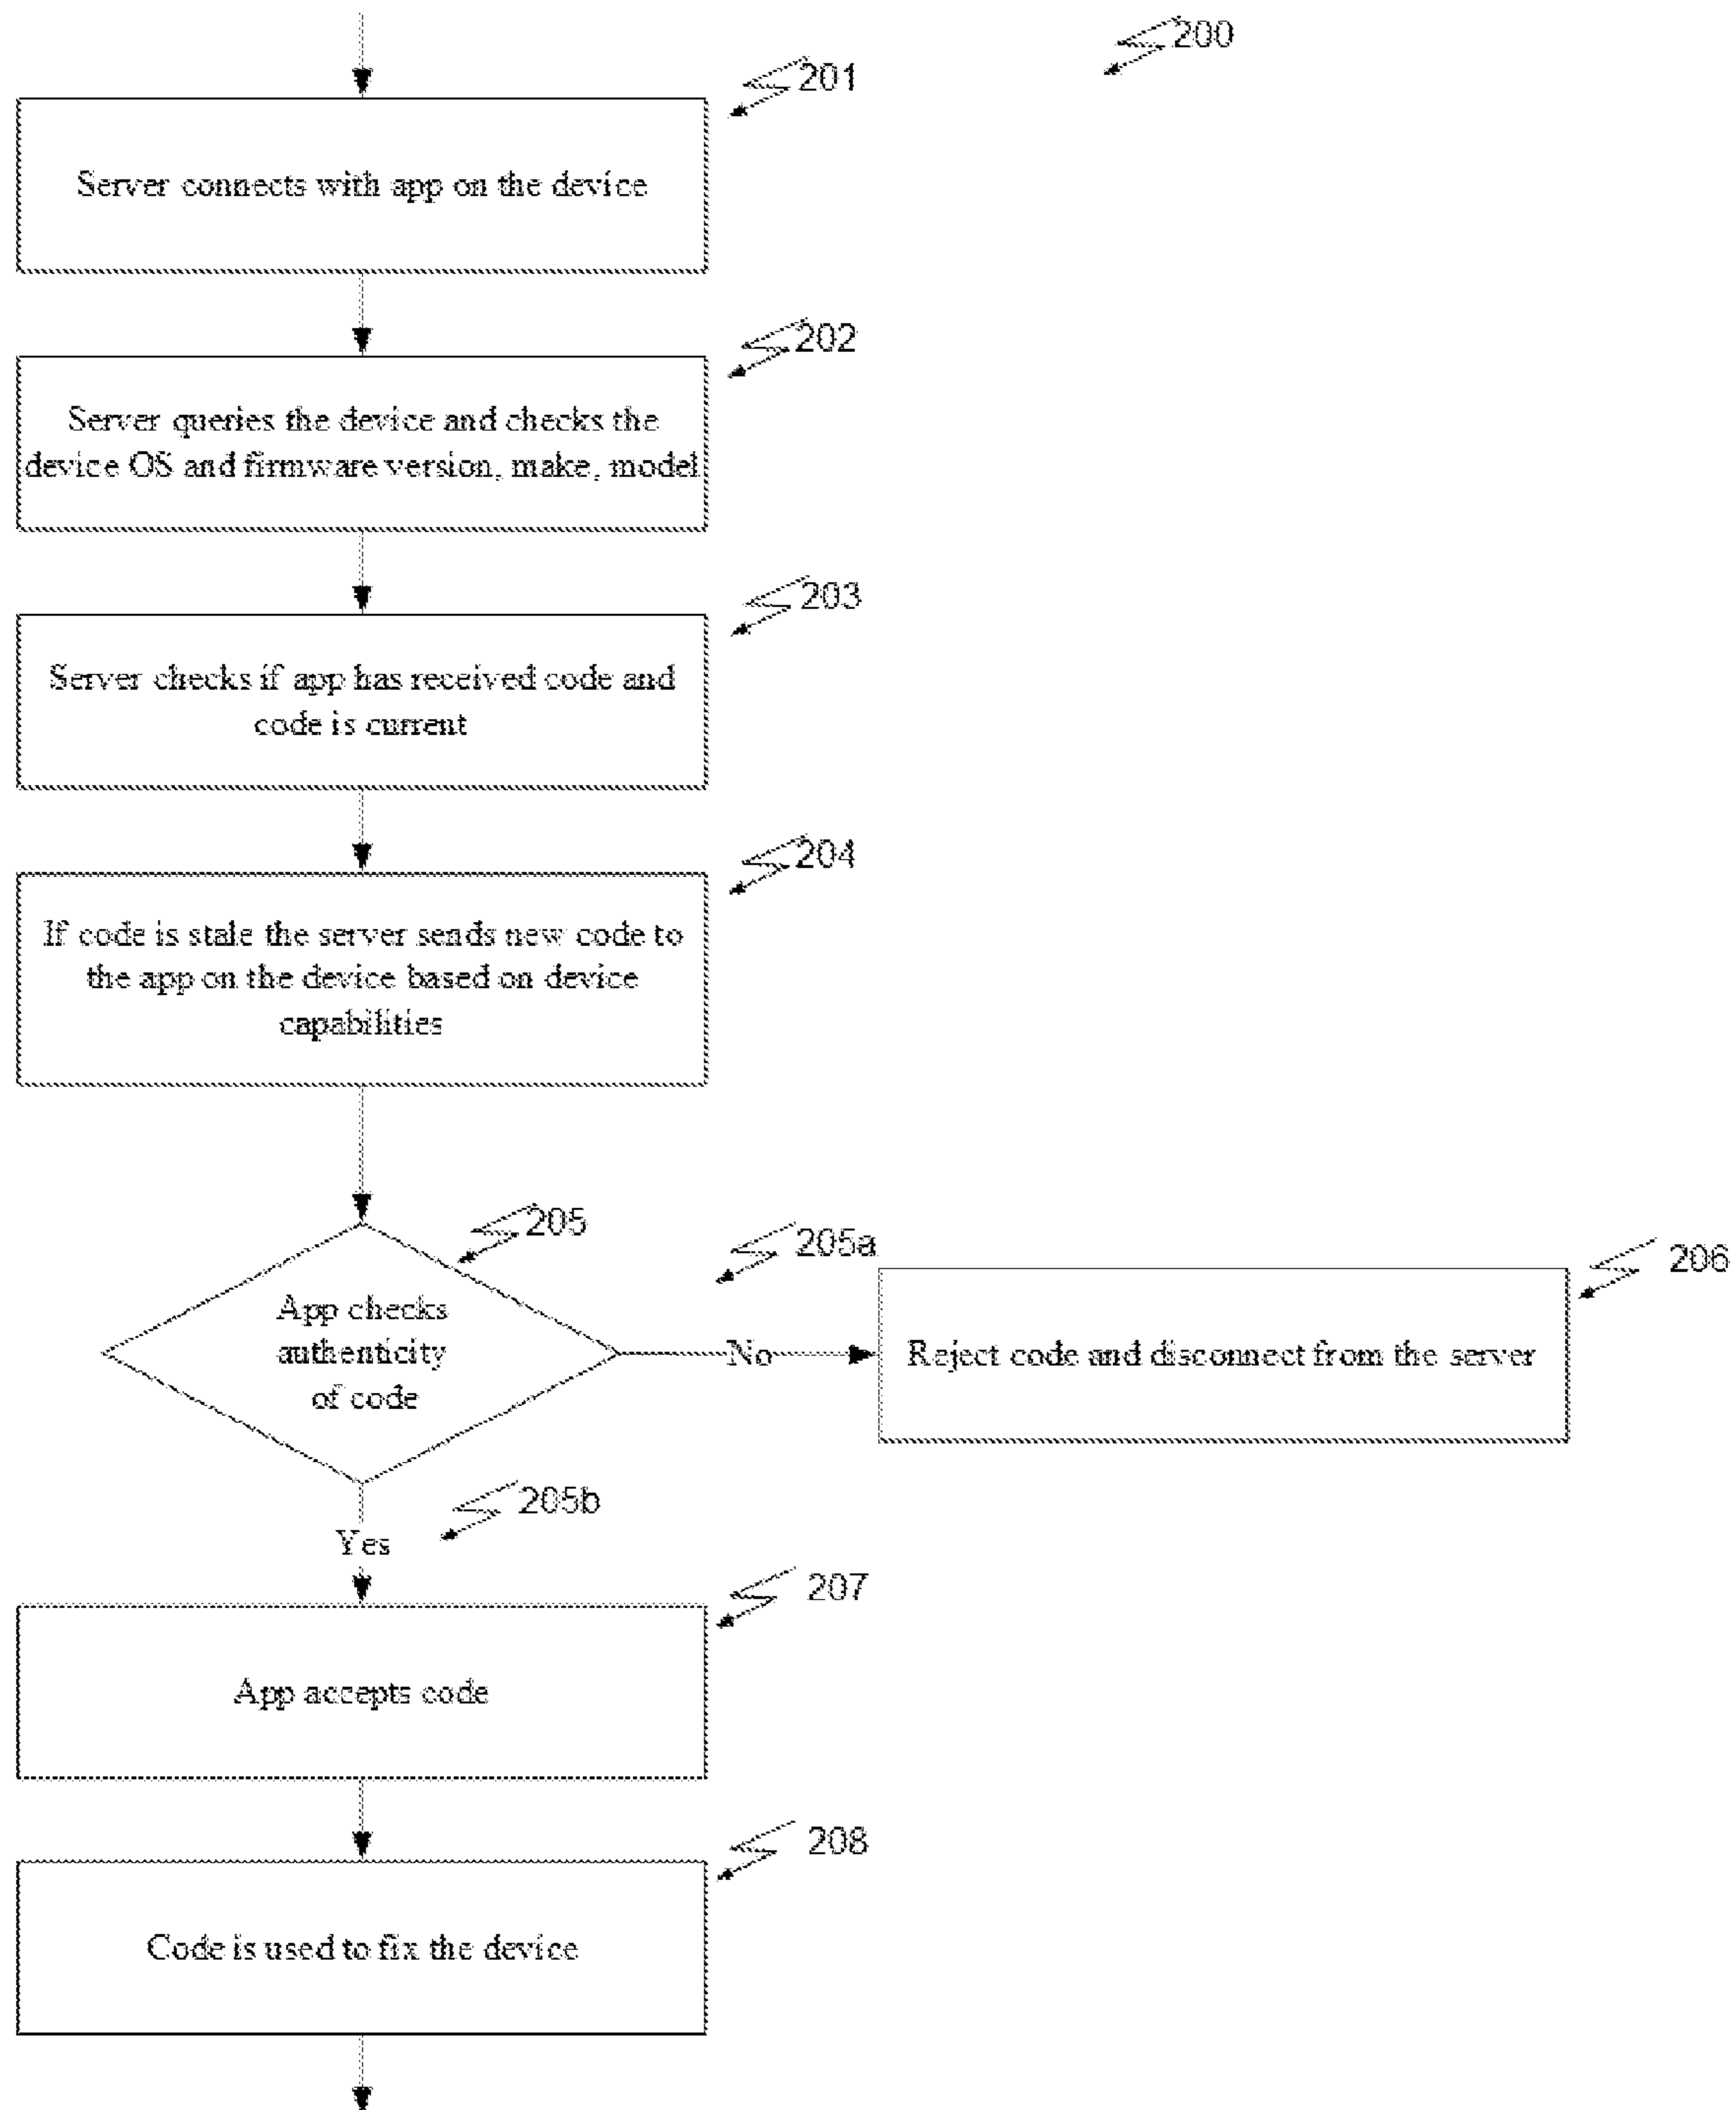 200
201
Server connects with app on the device
202
Server queries the device and checks the
device OS and firmware version, make, model
203
Server checks if app has received code and
code is current
204
If code is stale the server sends new code to
the app on the device based on device
capabilities
205
205a
206
App checks
authenticity
of code
No
Reject code and disconnect from the server
205b
Yes
207
App accepts code
208
Code is used to fix the device